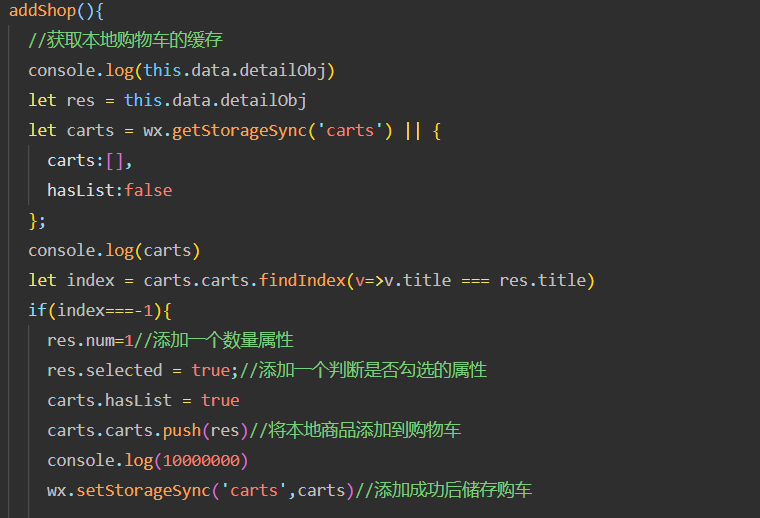 addShop(){
//获取本地购物车的缓存
console.log(this.data.detailObj)
let res = this.data.detailObj
let carts = wx.getStorageSync('carts') || {
carts:[],
hasList:false
};
console.log(carts)
let index = carts.carts.findIndex(v=>v.title === res.title)
if(index===-1){
res.num=1//添加一个数量属性
res.selected = true;//添加一个判断是否勾选的属性
carts.hasList = true
carts.carts.push(res)//将本地商品添加到购物车
console.log(10000000)
wx.setStorageSync('carts',carts)//添加成功后储存购车